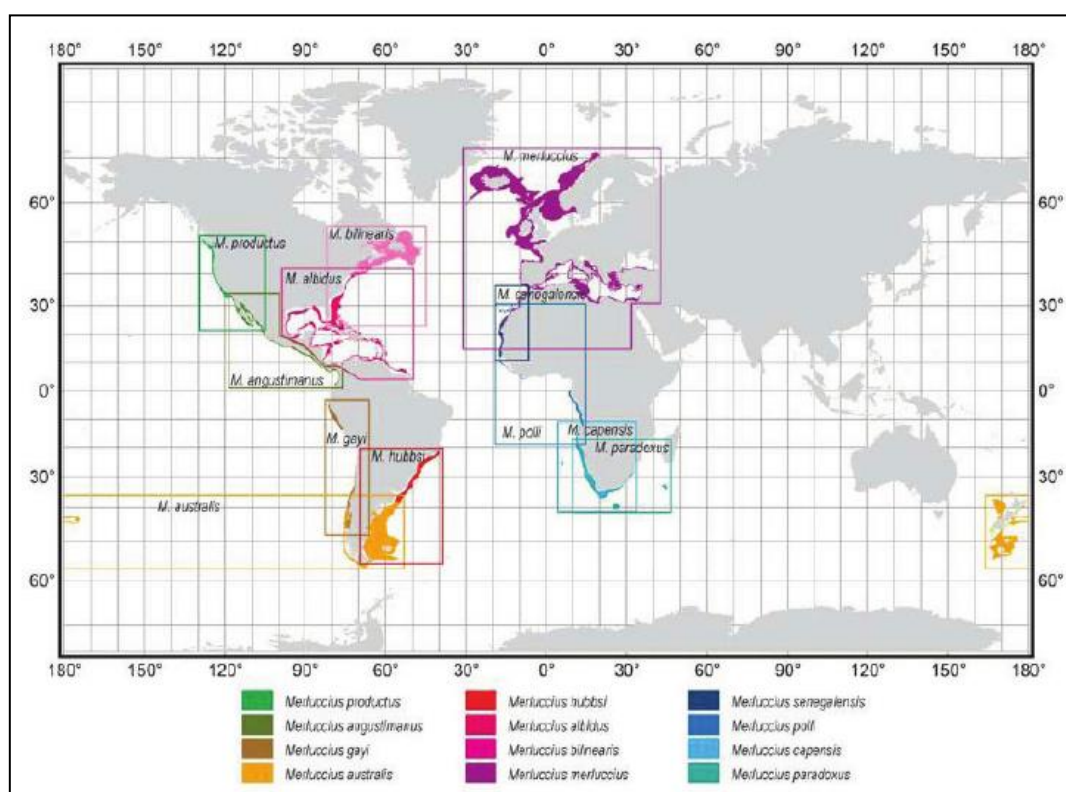 180° 150° 120° 90° 60° 30° 0° 30° 60° 90° 120° 150° 180°
M. merluccius
60° 60°
M. bilinearis
M. productus
M. albidus
M. senegalensis
30° 30°
M. angustimanus
0° 0°
M. polli
M. capensis
M. gayi
M. paradoxus
M. hubbsi
30° 30°
M. australis
60° 60°
180° 150° 120° 90° 60° 30° 0° 30° 60° 90° 120° 150° 180°
Merluccius productus
Merluccius angustimanus
Merluccius gayi
Merluccius australis
Merluccius hubbsi
Merluccius albidus
Merluccius bilinearis
Merluccius merluccius
Merluccius senegalensis
Merluccius polli
Merluccius capensis
Merluccius paradoxus